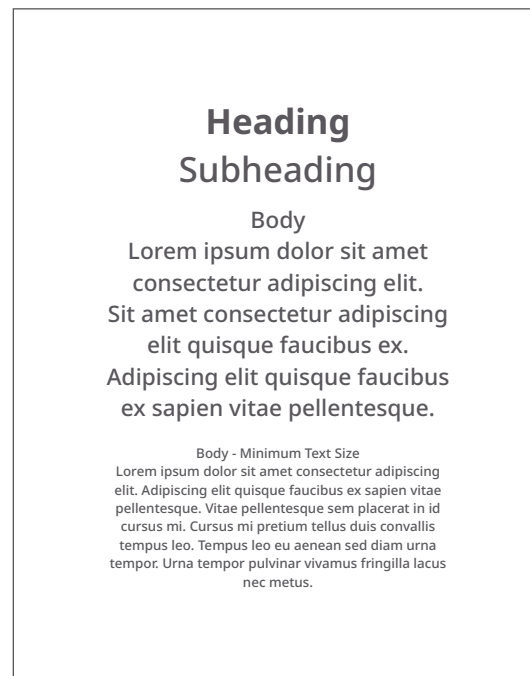 Heading
Subheading
Body
Lorem ipsum dolor sit amet
consectetur adipiscing elit.
Sit amet consectetur adipiscing
elit quisque faucibus ex.
Adipiscing elit quisque faucibus
ex sapien vitae pellentesque.
Body - Minimum Text Size
Lorem ipsum dolor sit amet consectetur adipiscing
elit. Adipiscing elit quisque faucibus ex sapien vitae
pellentesque. Vitae pellentesque sem placerat in id
cursus mi. Cursus mi pretium tellus duis convallis
tempus leo. Tempus leo eu aenean sed diam urna
tempor. Urna tempor pulvinar vivamus fringilla lacus
nec metus.